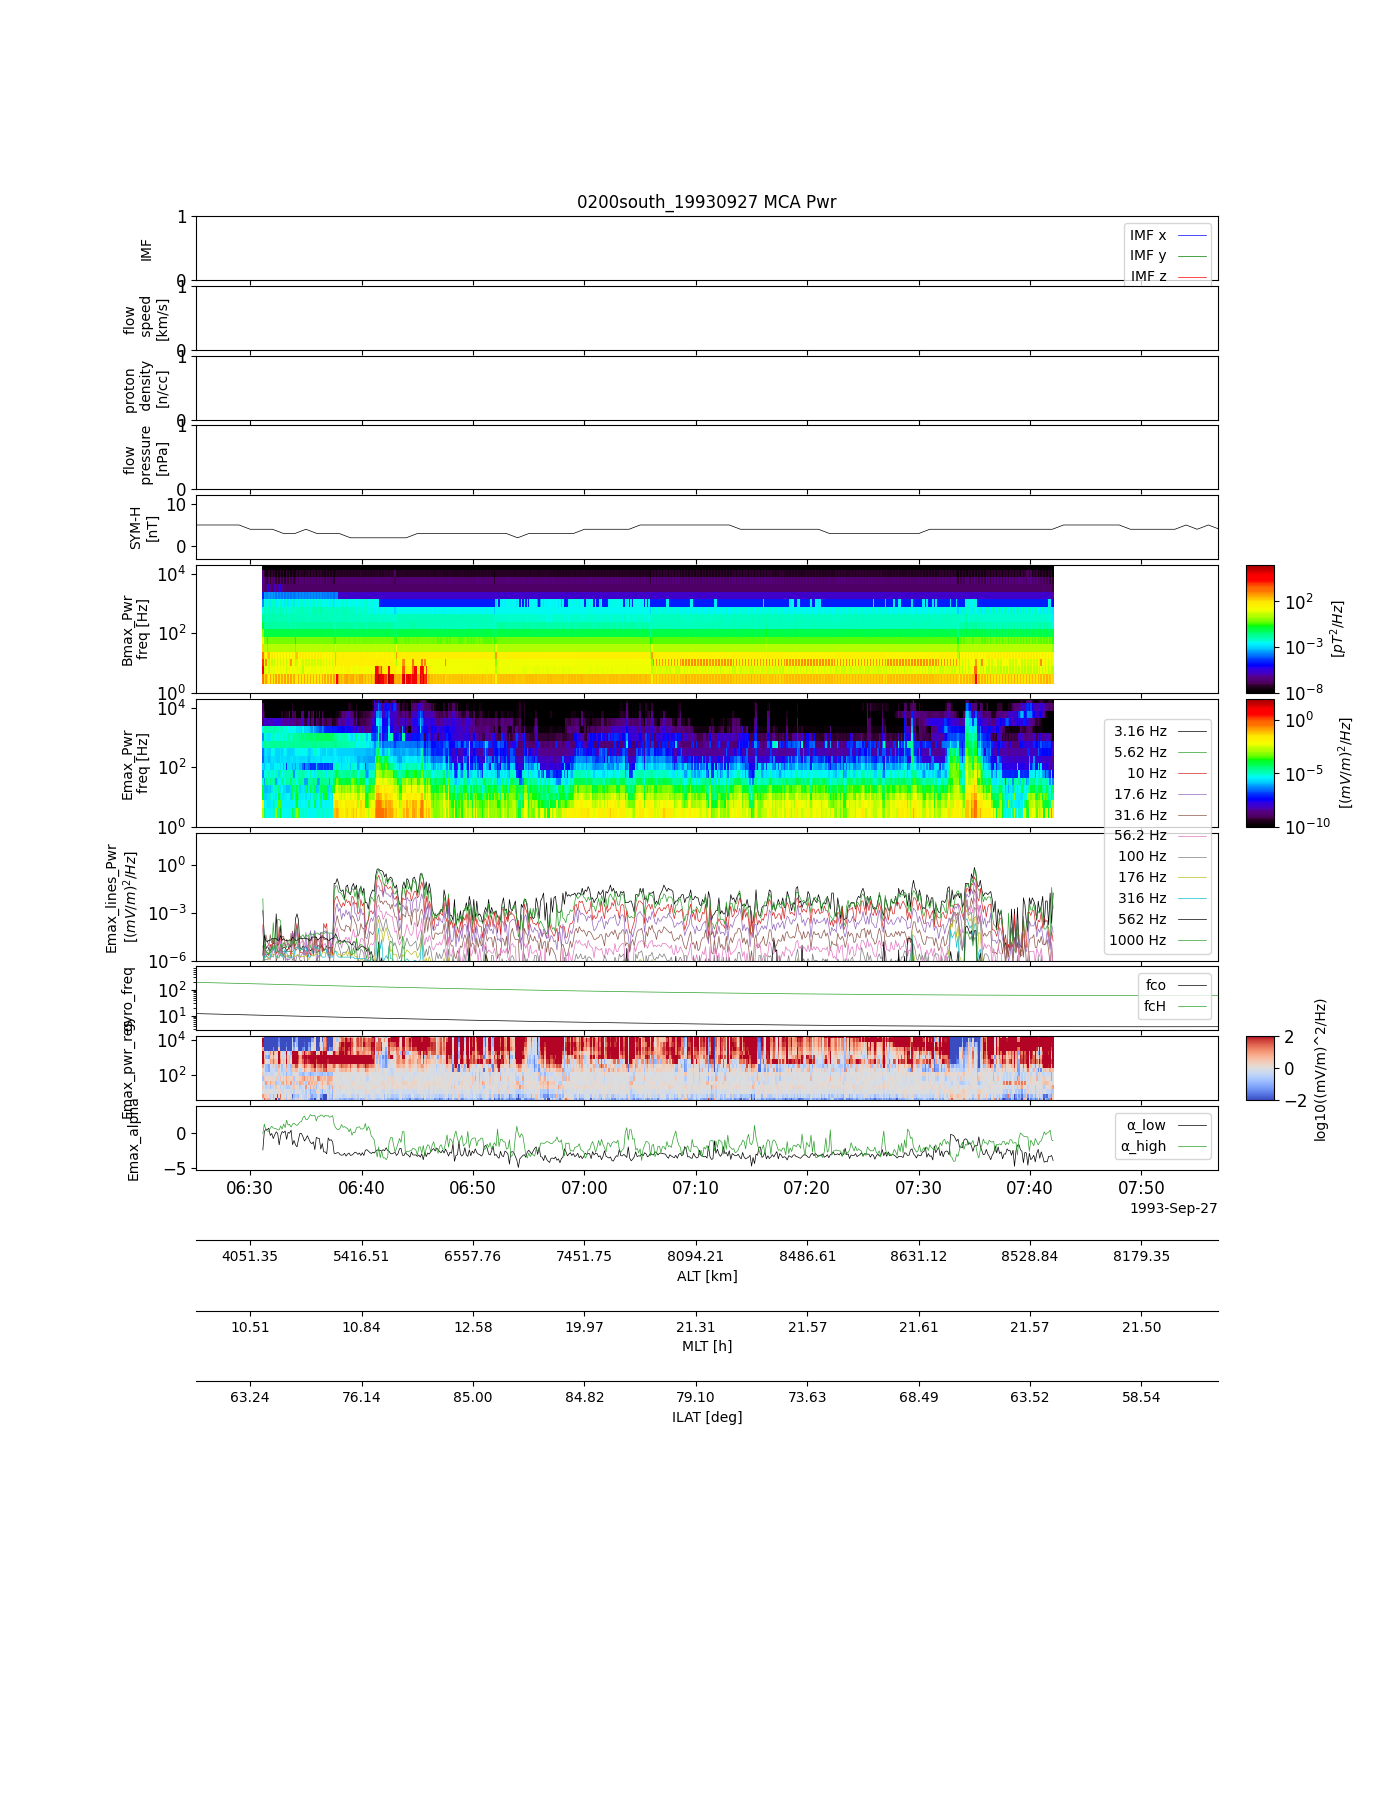 0200south_19930927 MCA Pwr
1
0
IMF
IMF x
IMF y
IMF z
1
0
flow
speed
[km/s]
1
0
proton
density
[n/cc]
1
0
flow
pressure
[nPa]
10
0
SYM-H
[nT]
10^4
10^2
10^0
Bmax_Pwr
freq [Hz]
10^2
10^-3
10^-8
[pT^2/Hz]
10^4
10^2
10^0
Emax_Pwr
freq [Hz]
3.16 Hz
5.62 Hz
10 Hz
17.6 Hz
31.6 Hz
56.2 Hz
100 Hz
176 Hz
316 Hz
562 Hz
1000 Hz
10^0
10^-5
10^-10
[(mV/m)^2/Hz]
10^0
10^-3
10^-6
Emax_lines_Pwr
[(mV/m)^2/Hz]
10^2
10^1
gyro_freq
fco
fcH
10^4
10^2
Emax_pwr_reg
2
0
−2
log10((mV/m)^2/Hz)
0
−5
Emax_alpha
α_low
α_high
06:30 06:40 06:50 07:00 07:10 07:20 07:30 07:40 07:50
1993-Sep-27
4051.35 5416.51 6557.76 7451.75 8094.21 8486.61 8631.12 8528.84 8179.35
ALT [km]
10.51 10.84 12.58 19.97 21.31 21.57 21.61 21.57 21.50
MLT [h]
63.24 76.14 85.00 84.82 79.10 73.63 68.49 63.52 58.54
ILAT [deg]